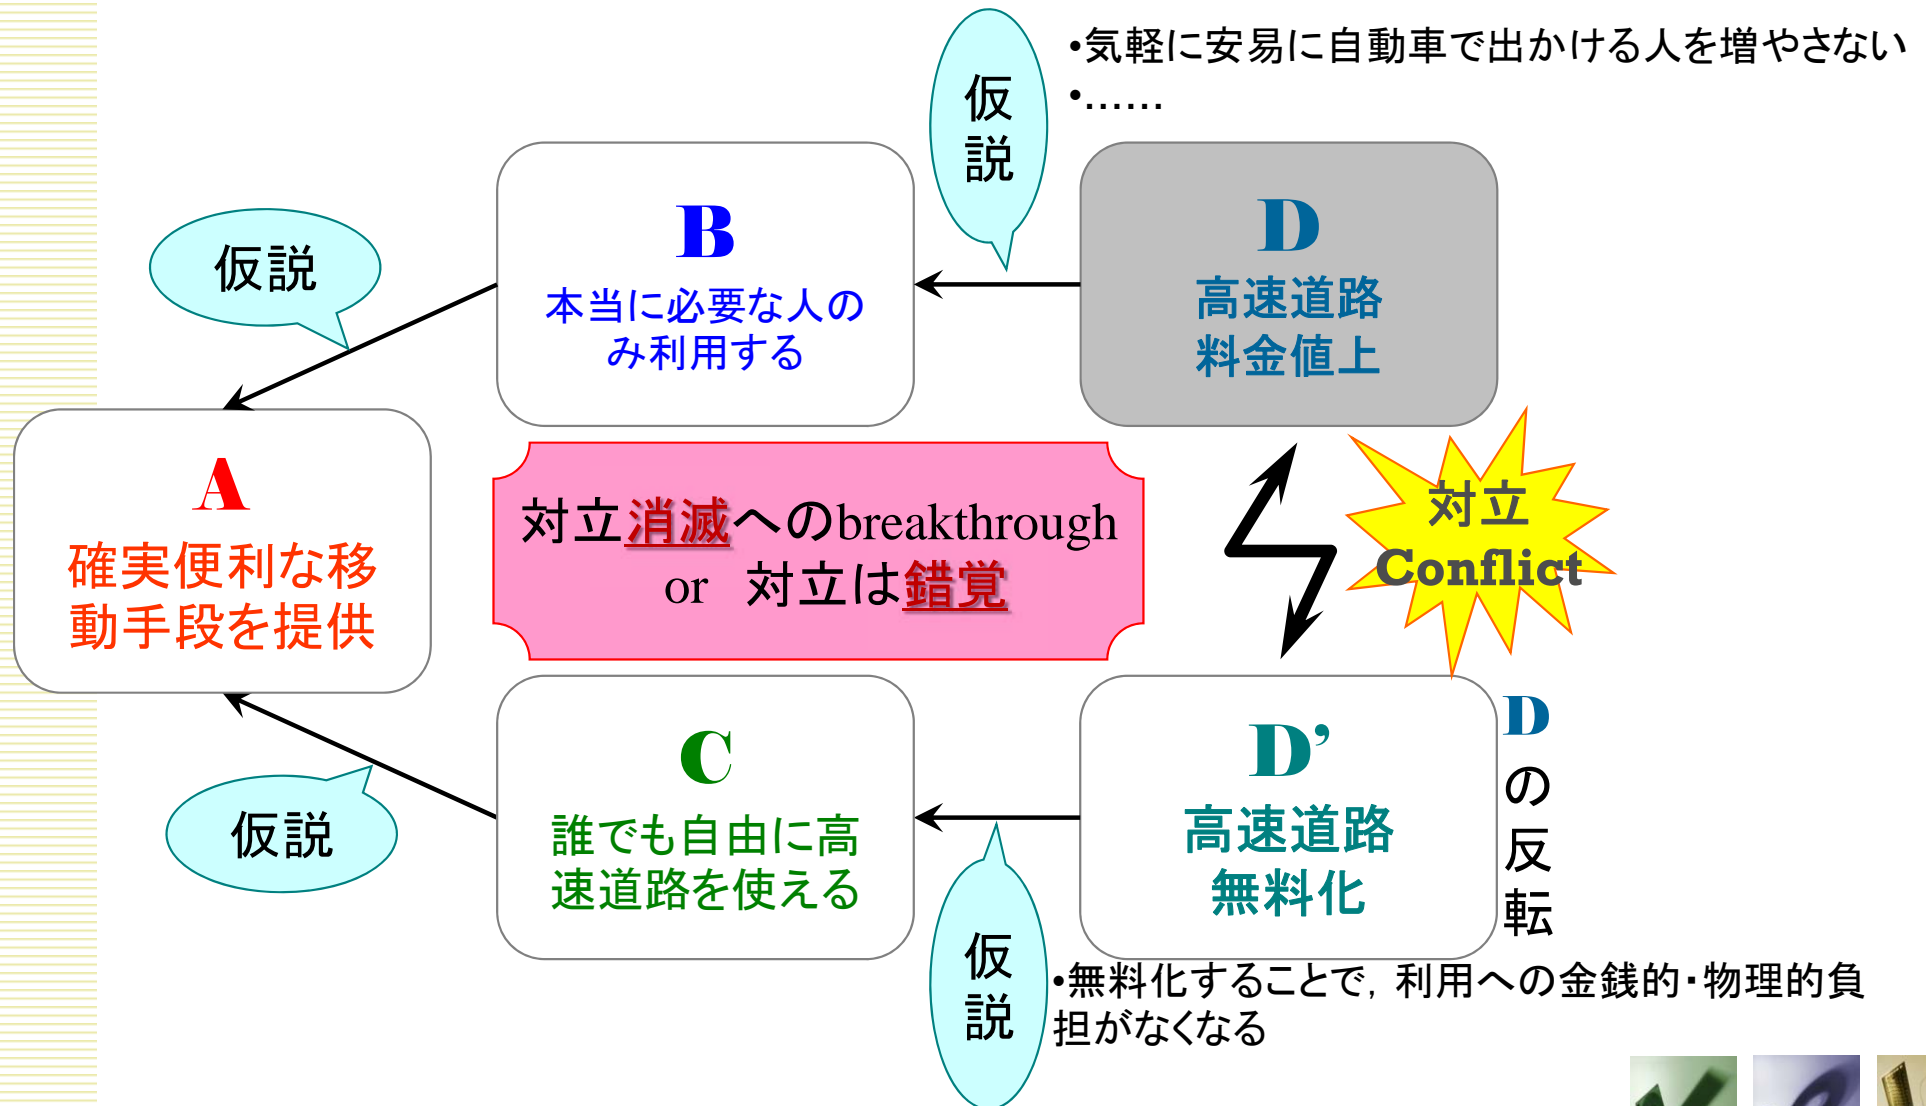 •気軽に安易に自動車で出かける人を増やさない
•……
仮
説
B
本当に必要な人の
み利用する
D
高速道路
料金値上
仮説
A
確実便利な移
動手段を提供
対立消滅へのbreakthrough
or 対立は錯覚
対立
Conflict
仮説
C
誰でも自由に高
速道路を使える
D’
高速道路
無料化
D
の
反
転
仮
説
•無料化することで，利用への金銭的・物理的負
担がなくなる